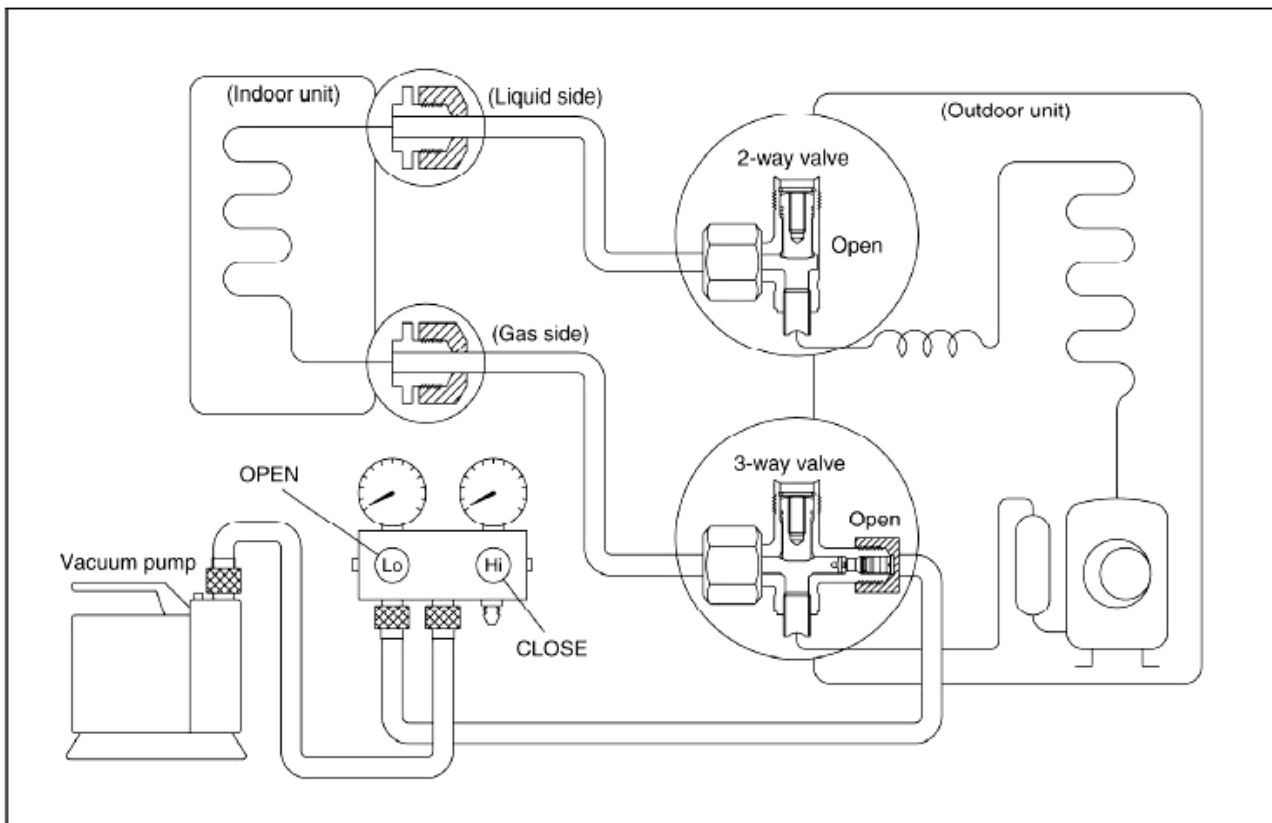 (Indoor unit)
(Liquid side)
(Outdoor unit)
2-way valve
Open
(Gas side)
3-way valve
Open
OPEN
Vacuum pump
Lo
Hi
CLOSE